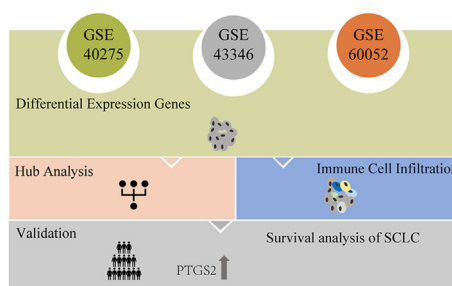 GSE
40275
GSE
43346
GSE
60052
Differential Expression Genes
Hub Analysis
Immune Cell Infiltration
Validation
Survival analysis of SCLC
PTGS2